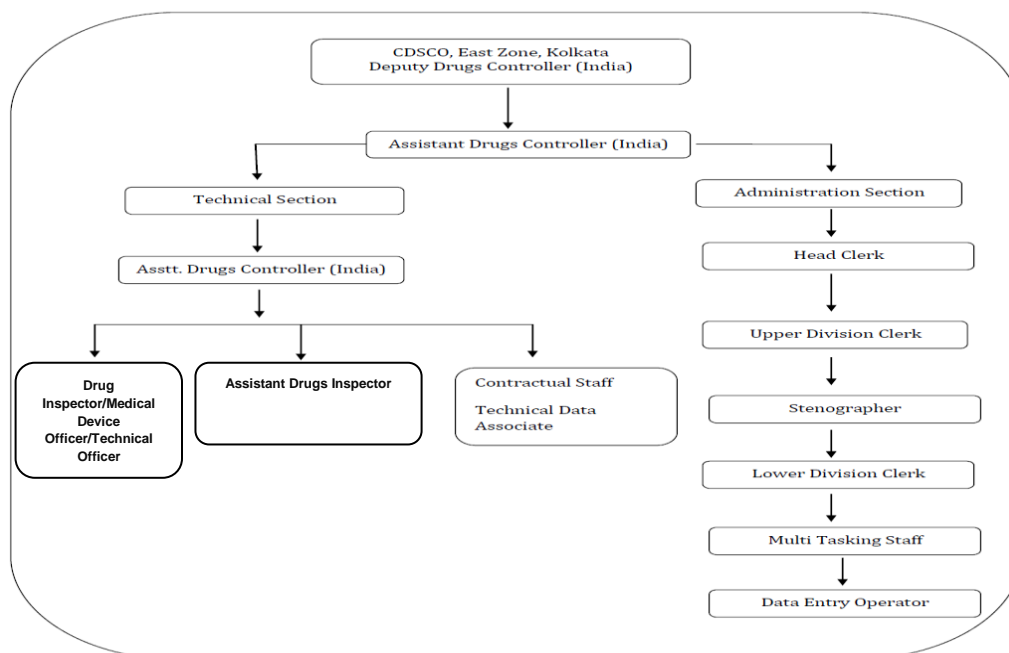 CDSCO, East Zone, Kolkata
Deputy Drugs Controller (India)
Assistant Drugs Controller (India)
Technical Section
Asstt. Drugs Controller (India)
Drug
Inspector/Medical
Device
Officer/Technical
Officer
Assistant Drugs Inspector
Contractual Staff
Technical Data
Associate
Administration Section
Head Clerk
Upper Division Clerk
Stenographer
Lower Division Clerk
Multi Tasking Staff
Data Entry Operator